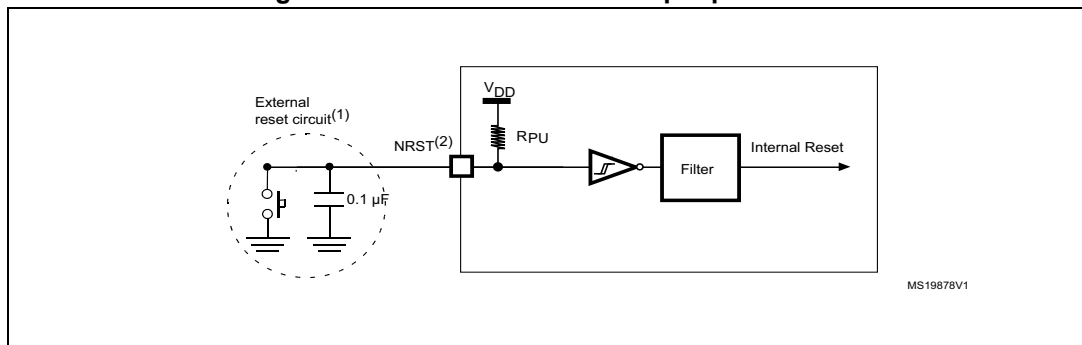 External
reset circuit(1)
NRST(2)
VDD
RPU
0.1 µF
Filter
Internal Reset
MS19878V1